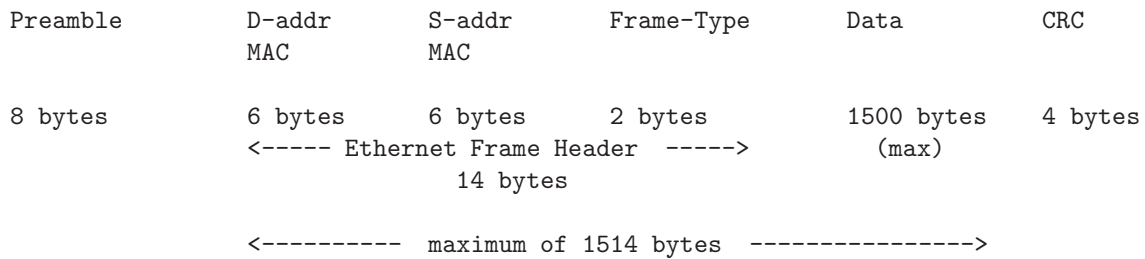 Preamble D-addr S-addr Frame-Type Data CRC
MAC MAC
8 bytes 6 bytes 6 bytes 2 bytes 1500 bytes 4 bytes
<----- Ethernet Frame Header -----> (max)
14 bytes
<---------- maximum of 1514 bytes ---------------->